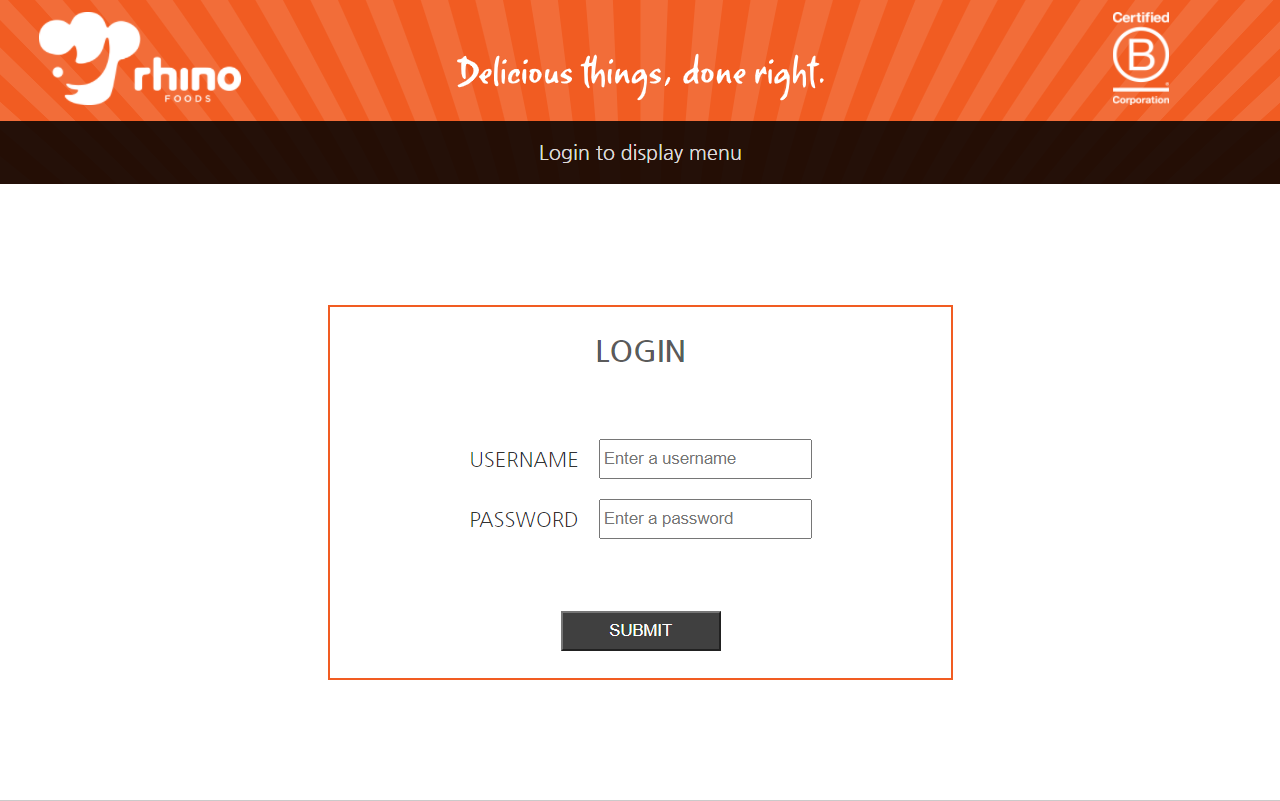 rhino
FOODS
Delicious things, done right.
Certified
B
Corporation
Login to display menu
LOGIN
USERNAME
Enter a username
PASSWORD
Enter a password
SUBMIT